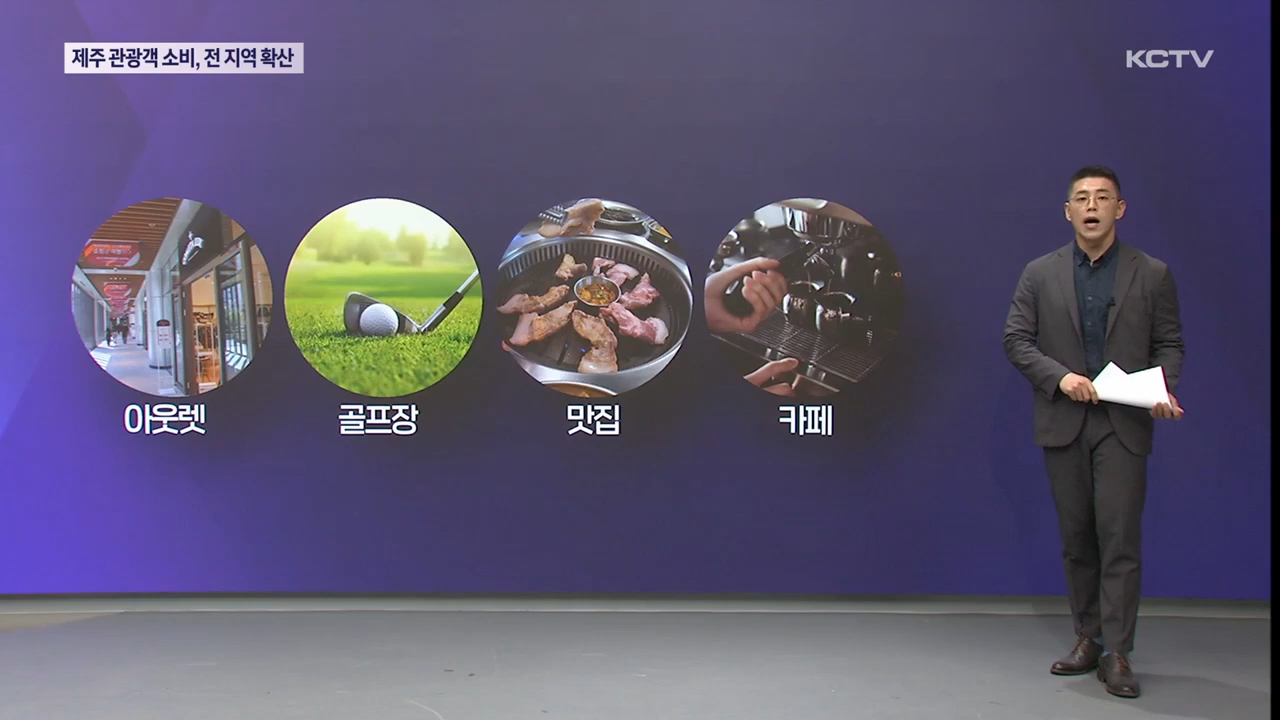 제주 관광객 소비, 전 지역 확산
KCTV
아웃렛
골프장
맛집
카페